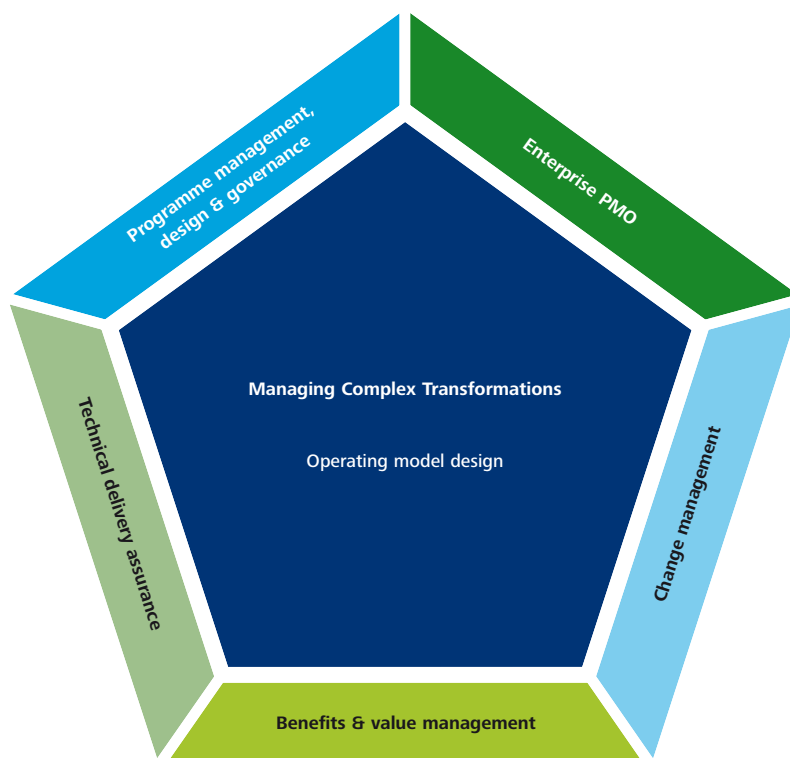 Programme management,
design & governance
Enterprise PMO
Managing Complex Transformations
Operating model design
Technical delivery assurance
Change management
Benefits & value management